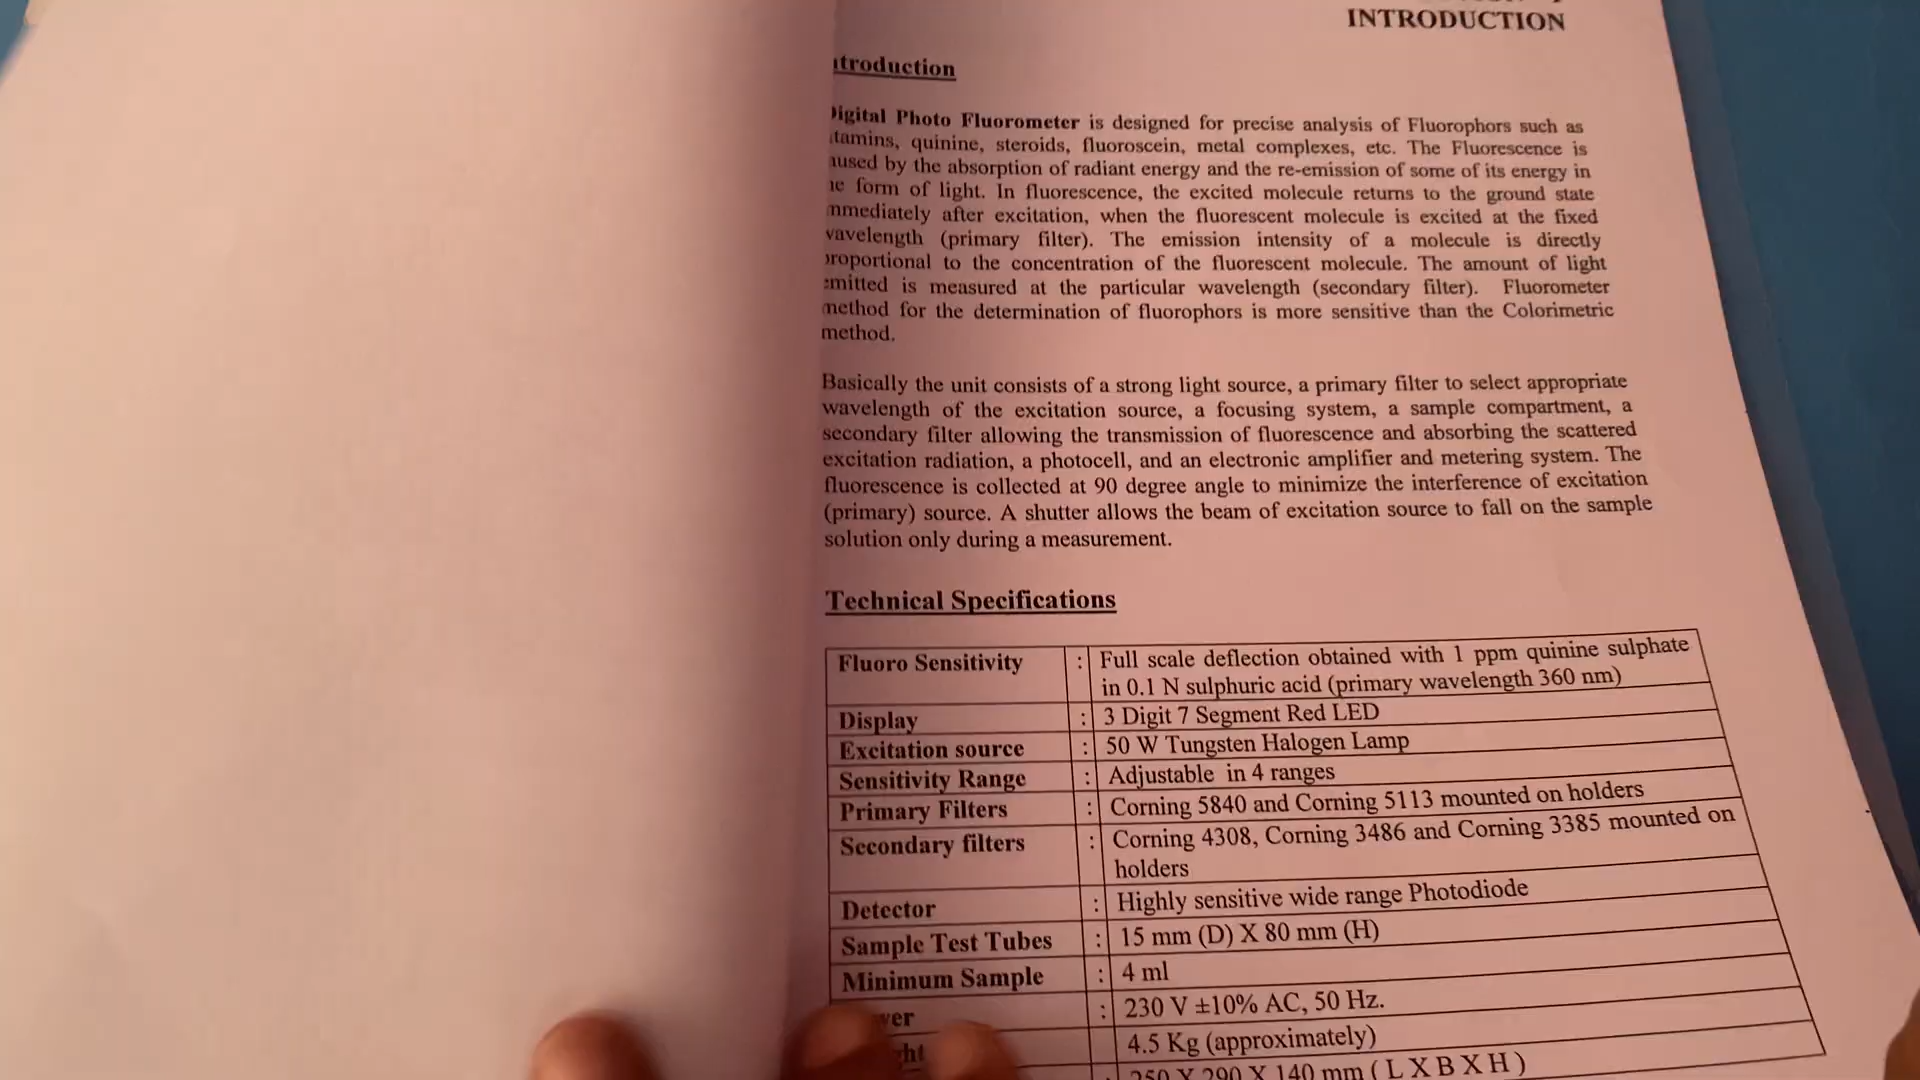 INTRODUCTION
troduction
igital Photo Fluorometer is designed for precise analysis of Fluorophors such as
tamins, quinine, steroids, fluoroscein, metal complexes, etc. The Fluorescence is
used by the absorption of radiant energy and the re-emission of some of its energy in
e form of light. In fluorescence, the excited molecule returns to the ground state
mmediately after excitation, when the fluorescent molecule is excited at the fixed
wavelength (primary filter). The emission intensity of a molecule is directly
proportional to the concentration of the fluorescent molecule. The amount of light
emitted is measured at the particular wavelength (secondary filter). Fluorometer
method for the determination of fluorophors is more sensitive than the Colorimetric
method.
Basically the unit consists of a strong light source, a primary filter to select appropriate
wavelength of the excitation source, a focusing system, a sample compartment, a
secondary filter allowing the transmission of fluorescence and absorbing the scattered
excitation radiation, a photocell, and an electronic amplifier and metering system. The
fluorescence is collected at 90 degree angle to minimize the interference of excitation
(primary) source. A shutter allows the beam of excitation source to fall on the sample
solution only during a measurement.
Technical Specifications
Fluoro Sensitivity : Full scale deflection obtained with 1 ppm quinine sulphate
in 0.1 N sulphuric acid (primary wavelength 360 nm)
Display : 3 Digit 7 Segment Red LED
Excitation source : 50 W Tungsten Halogen Lamp
Sensitivity Range : Adjustable in 4 ranges
Primary Filters : Corning 5840 and Corning 5113 mounted on holders
Secondary filters : Corning 4308, Corning 3486 and Corning 3385 mounted on
holders
Detector : Highly sensitive wide range Photodiode
Sample Test Tubes : 15 mm (D) X 80 mm (H)
Minimum Sample : 4 ml
wer : 230 V ±10% AC, 50 Hz.
ht 4.5 Kg (approximately)
: 250 X 290 X 140 mm ( L X B X H )